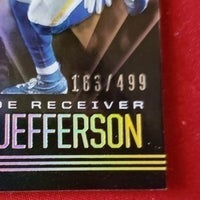 163/499
DE RECEIVER
JEFFERSON